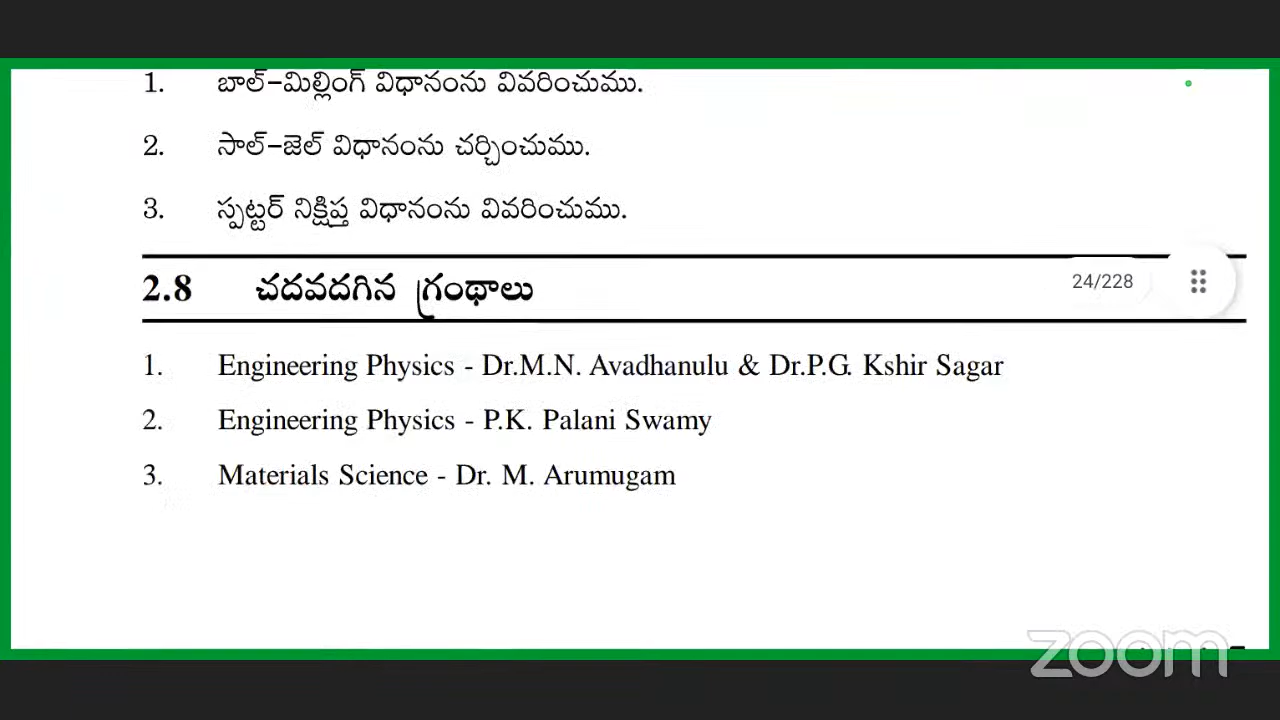 1. బాల్-మిల్లింగ్ విధానంను వివరించుము.
2. సాల్-జెల్ విధానంను చర్చించుము.
3. స్పట్టర్ నిక్షిప్త విధానంను వివరించుము.
2.8 చదవదగిన గ్రంథాలు
24/228
1. Engineering Physics - Dr.M.N. Avadhanulu & Dr.P.G. Kshir Sagar
2. Engineering Physics - P.K. Palani Swamy
3. Materials Science - Dr. M. Arumugam
zoom